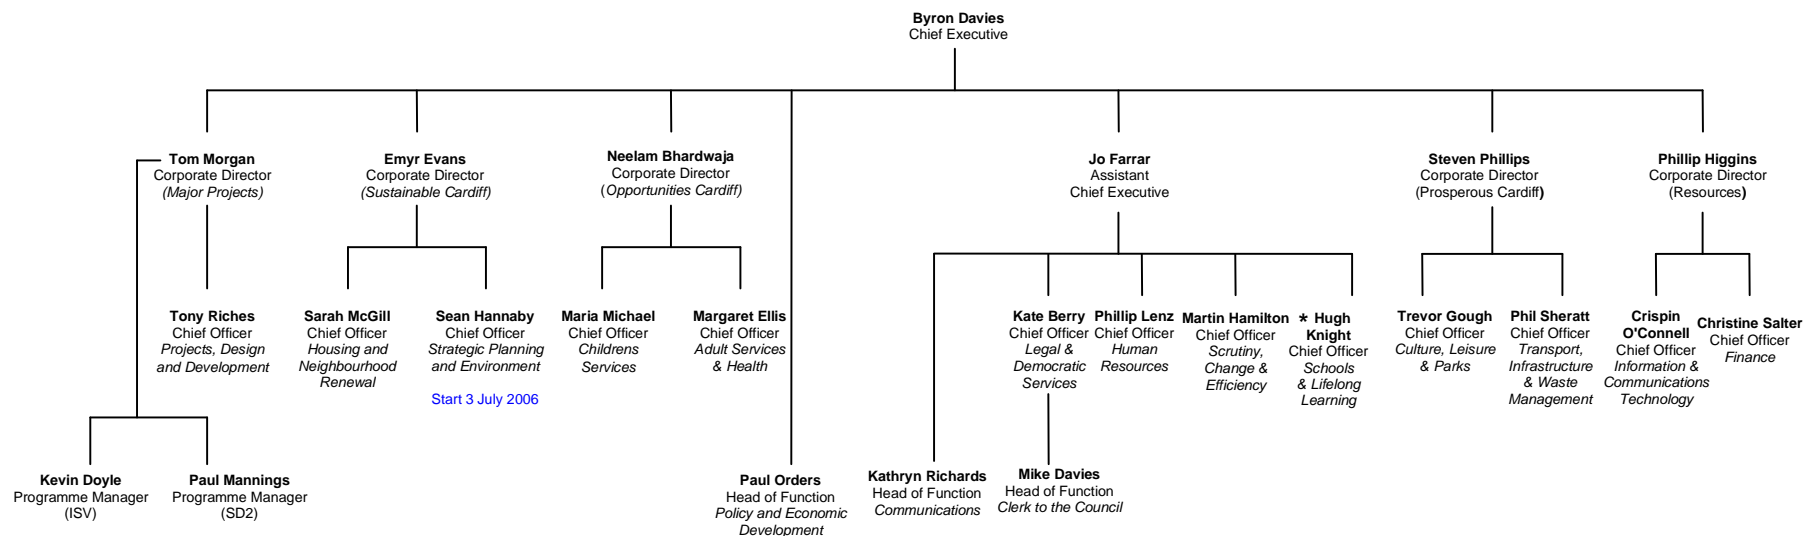 Byron Davies
Chief Executive
Tom Morgan
Corporate Director
(Major Projects)
Emyr Evans
Corporate Director
(Sustainable Cardiff)
Neelam Bhardwaja
Corporate Director
(Opportunities Cardiff)
Jo Farrar
Assistant
Chief Executive
Steven Phillips
Corporate Director
(Prosperous Cardiff)
Phillip Higgins
Corporate Director
(Resources)
Tony Riches
Chief Officer
Projects, Design
and Development
Sarah McGill
Chief Officer
Housing and
Neighbourhood
Renewal
Sean Hannaby
Chief Officer
Strategic Planning
and Environment
Start 3 July 2006
Maria Michael
Chief Officer
Childrens
Services
Margaret Ellis
Chief Officer
Adult Services
& Health
Kate Berry
Chief Officer
Legal &
Democratic
Services
Phillip Lenz
Chief Officer
Human
Resources
Martin Hamilton
Chief Officer
Scrutiny,
Change &
Efficiency
* Hugh
Knight
Chief Officer
Schools
& Lifelong
Learning
Trevor Gough
Chief Officer
Culture, Leisure
& Parks
Phil Sheratt
Chief Officer
Transport,
Infrastructure
& Waste
Management
Crispin
O'Connell
Chief Officer
Information &
Communications
Technology
Christine Salter
Chief Officer
Finance
Kevin Doyle
Programme Manager
(ISV)
Paul Mannings
Programme Manager
(SD2)
Paul Orders
Head of Function
Policy and Economic
Development
Kathryn Richards
Head of Function
Communications
Mike Davies
Head of Function
Clerk to the Council